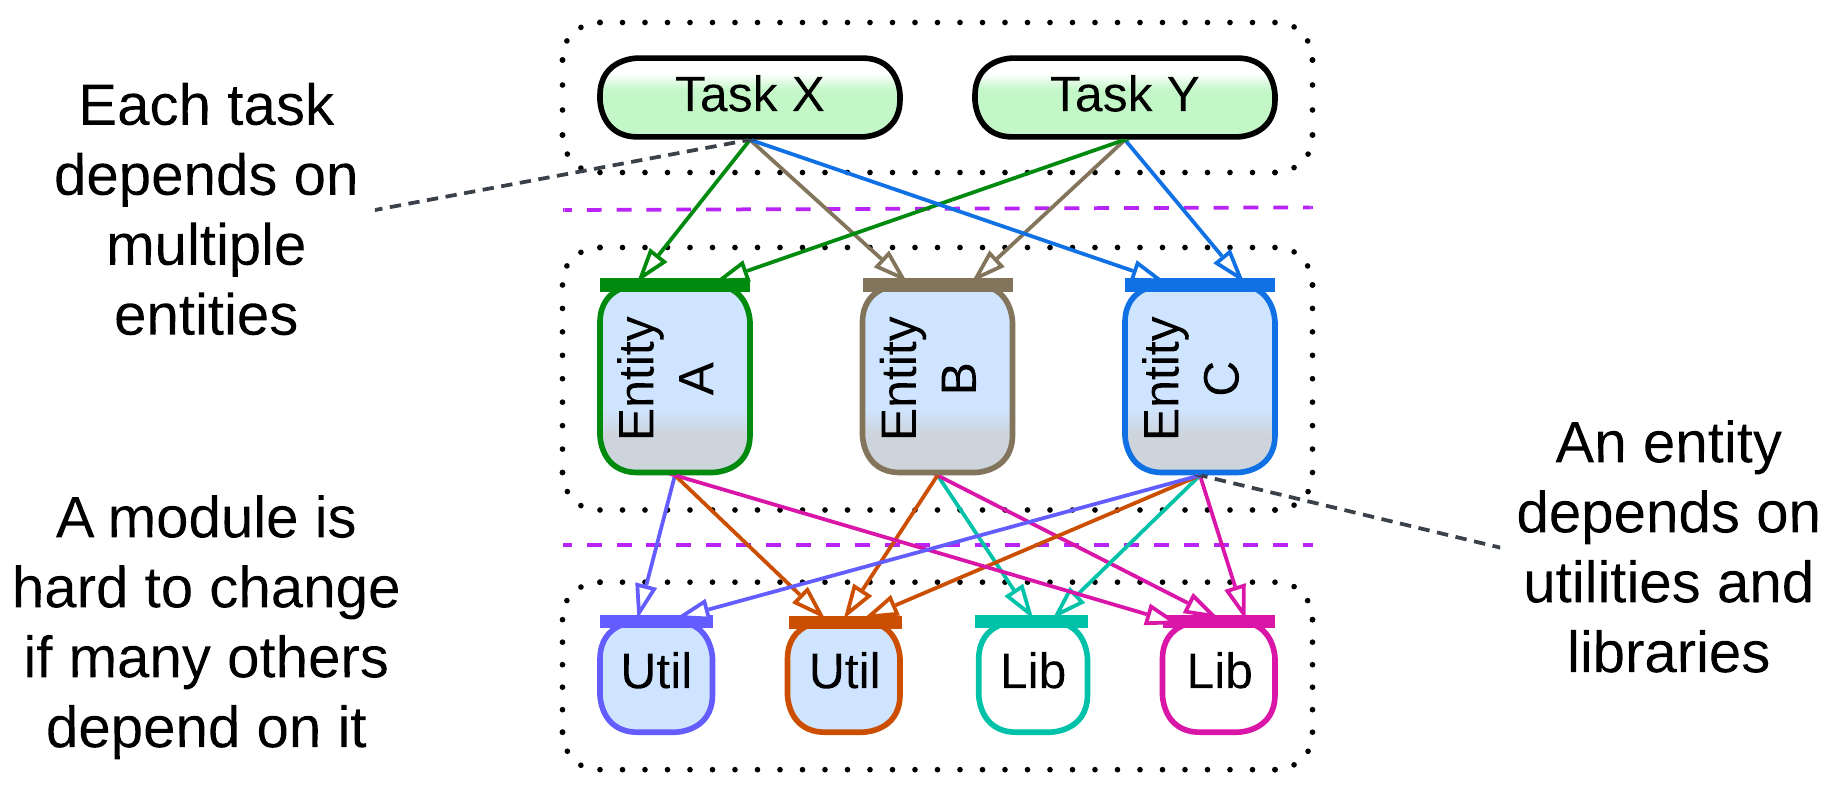 Task X
Task Y
Each task
depends on
multiple
entities
Entity
A
Entity
B
Entity
C
An entity
depends on
utilities and
libraries
A module is
hard to change
if many others
depend on it
Util
Util
Lib
Lib